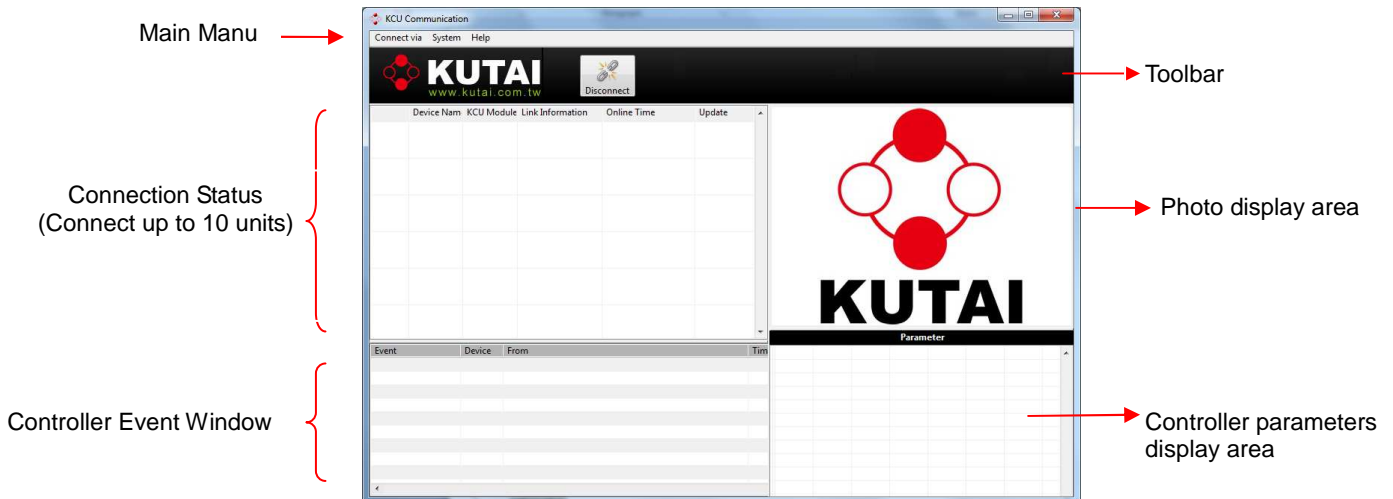 KCU Communication
Connect via System Help
Main Manu
KUTAI
www.kutai.com.tw
Disconnect
Toolbar
Device Nam KCU Module Link Information Online Time Update
Connection Status
(Connect up to 10 units)
Photo display area
KUTAI
Parameter
Event Device From Tim
Controller Event Window
Controller parameters
display area